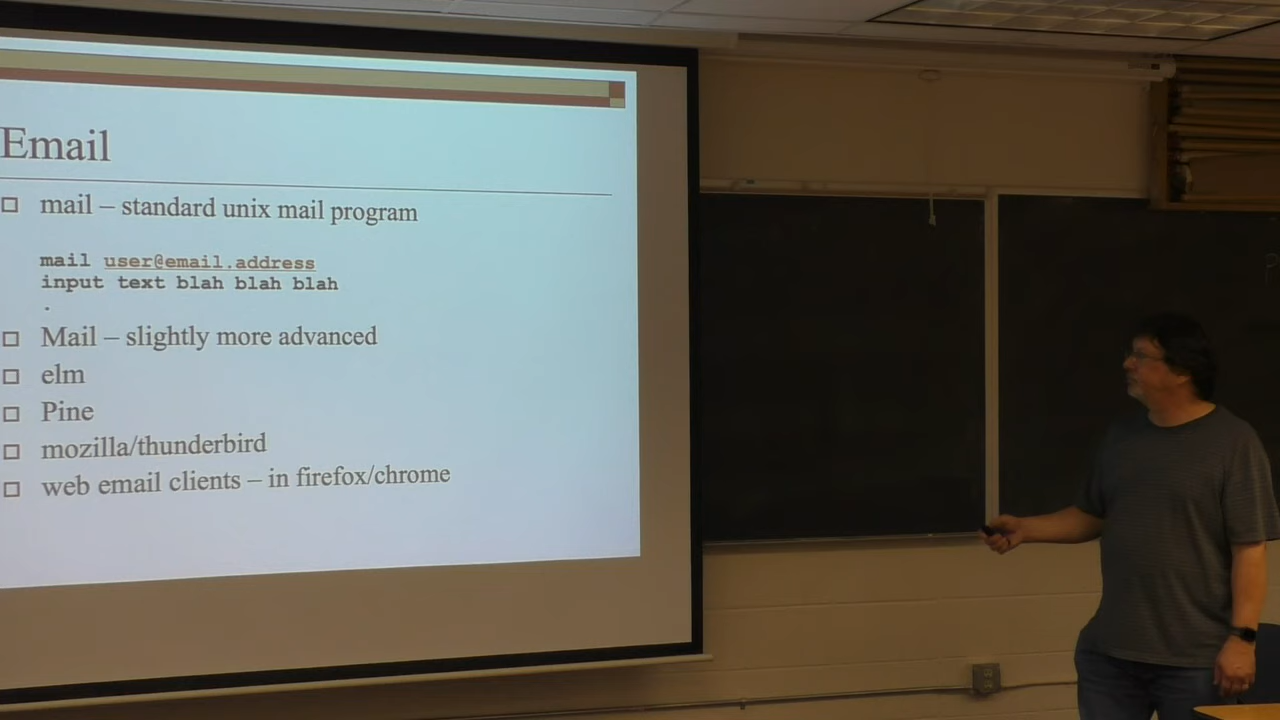 Email
mail – standard unix mail program
mail user@email.address
input text blah blah blah
.
Mail – slightly more advanced
elm
Pine
mozilla/thunderbird
web email clients – in firefox/chrome